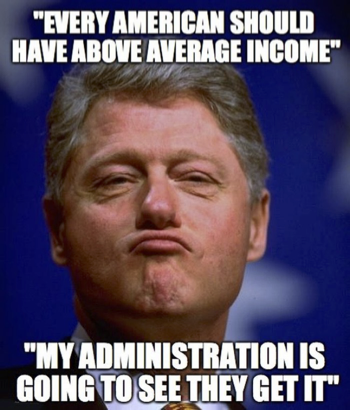 "EVERY AMERICAN SHOULD
HAVE ABOVE AVERAGE INCOME"
"MY ADMINISTRATION IS
GOING TO SEE THEY GET IT"